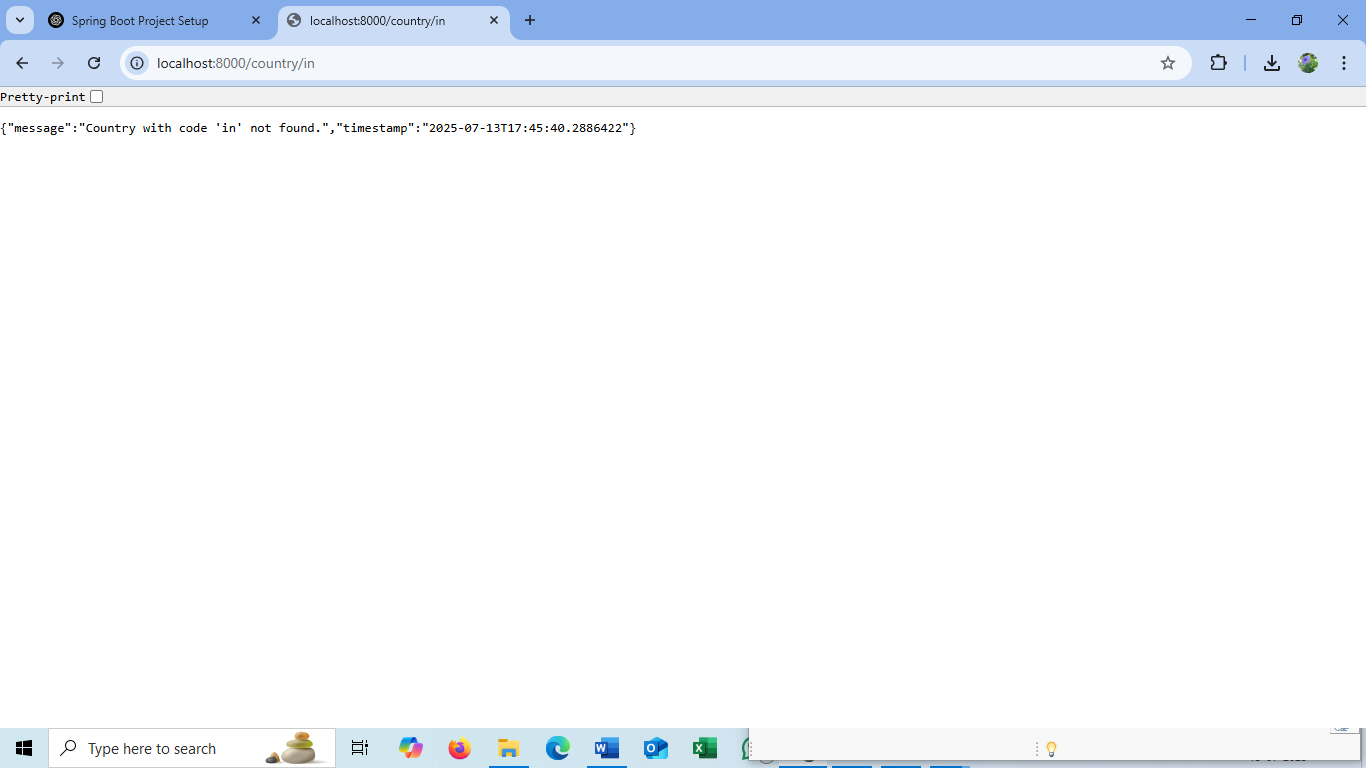 Spring Boot Project Setup
localhost:8000/country/in
localhost:8000/country/in
Pretty-print
{"message":"Country with code 'in' not found.","timestamp":"2025-07-13T17:45:40.2886422"}
Type here to search